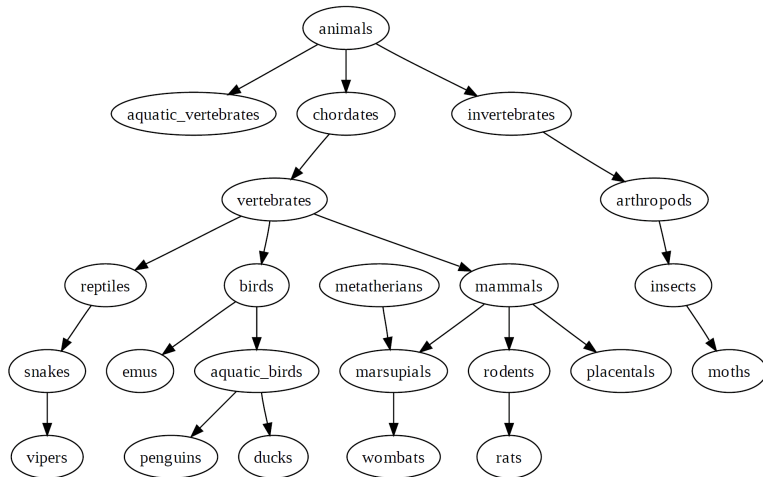 animals
aquatic_vertebrates chordates invertebrates
vertebrates arthropods
reptiles birds metatherians mammals insects
snakes emus aquatic_birds marsupials rodents placentals moths
vipers penguins ducks wombats rats